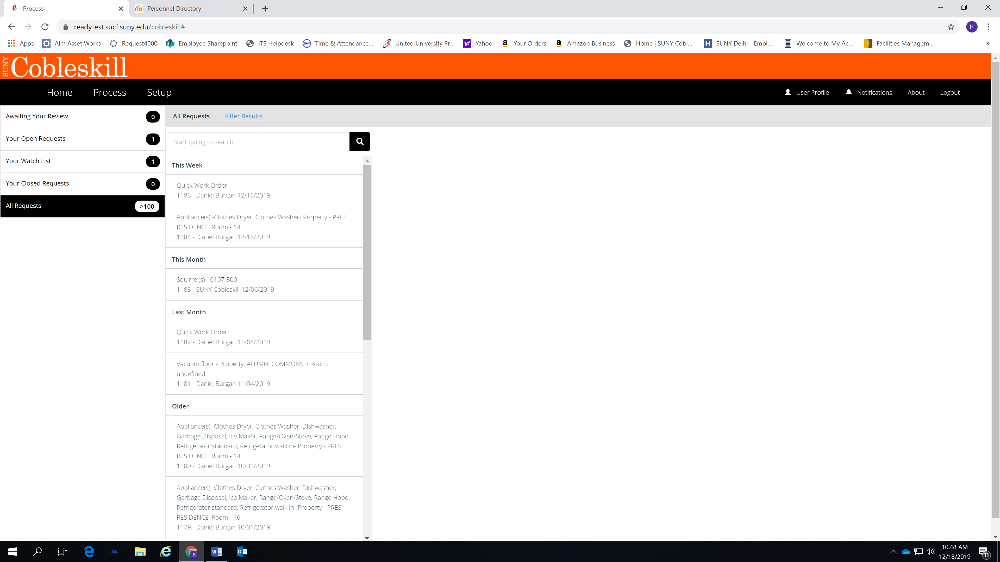 Process
Personnel Directory
readytest.sucf.suny.edu/cobleskill#
R
Apps
Aim Asset Works
Request4000
Employee Sharepoint
ITS Helpdesk
Time & Attendance...
United University Pr...
Yahoo
Your Orders
Amazon Business
Home | SUNY Cobl...
SUNY Delhi - Empl...
Welcome to My Ac...
Facilities Managem...
»
SUNY Cobleskill
Home
Process
Setup
User Profile
Notifications
About
Logout
Awaiting Your Review 0
Your Open Requests 1
Your Watch List 1
Your Closed Requests 0
All Requests >100
All Requests
Filter Results
Start typing to search
This Week
Quick Work Order
1185 - Daniel Burgan 12/16/2019
Appliance(s) -Clothes Dryer, Clothes Washer- Property - PRES
RESIDENCE, Room - 14
1184 - Daniel Burgan 12/16/2019
This Month
Squirrel(s) - 0107 B001
1183 - SUNY Cobleskill 12/06/2019
Last Month
Quick Work Order
1182 - Daniel Burgan 11/04/2019
Vacuum floor - Property: ALUMNI COMMONS 3 Room:
undefined
1181 - Daniel Burgan 11/04/2019
Older
Appliance(s) -Clothes Dryer, Clothes Washer, Dishwasher,
Garbage Disposal, Ice Maker, Range/Oven/Stove, Range Hood,
Refrigerator standard, Refrigerator walk in- Property - PRES
RESIDENCE, Room - 14
1180 - Daniel Burgan 10/31/2019
Appliance(s) -Clothes Dryer, Clothes Washer, Dishwasher,
Garbage Disposal, Ice Maker, Range/Oven/Stove, Range Hood,
Refrigerator standard, Refrigerator walk in- Property - PRES
RESIDENCE, Room - 16
1179 - Daniel Burgan 10/31/2019
10:48 AM
12/18/2019
11